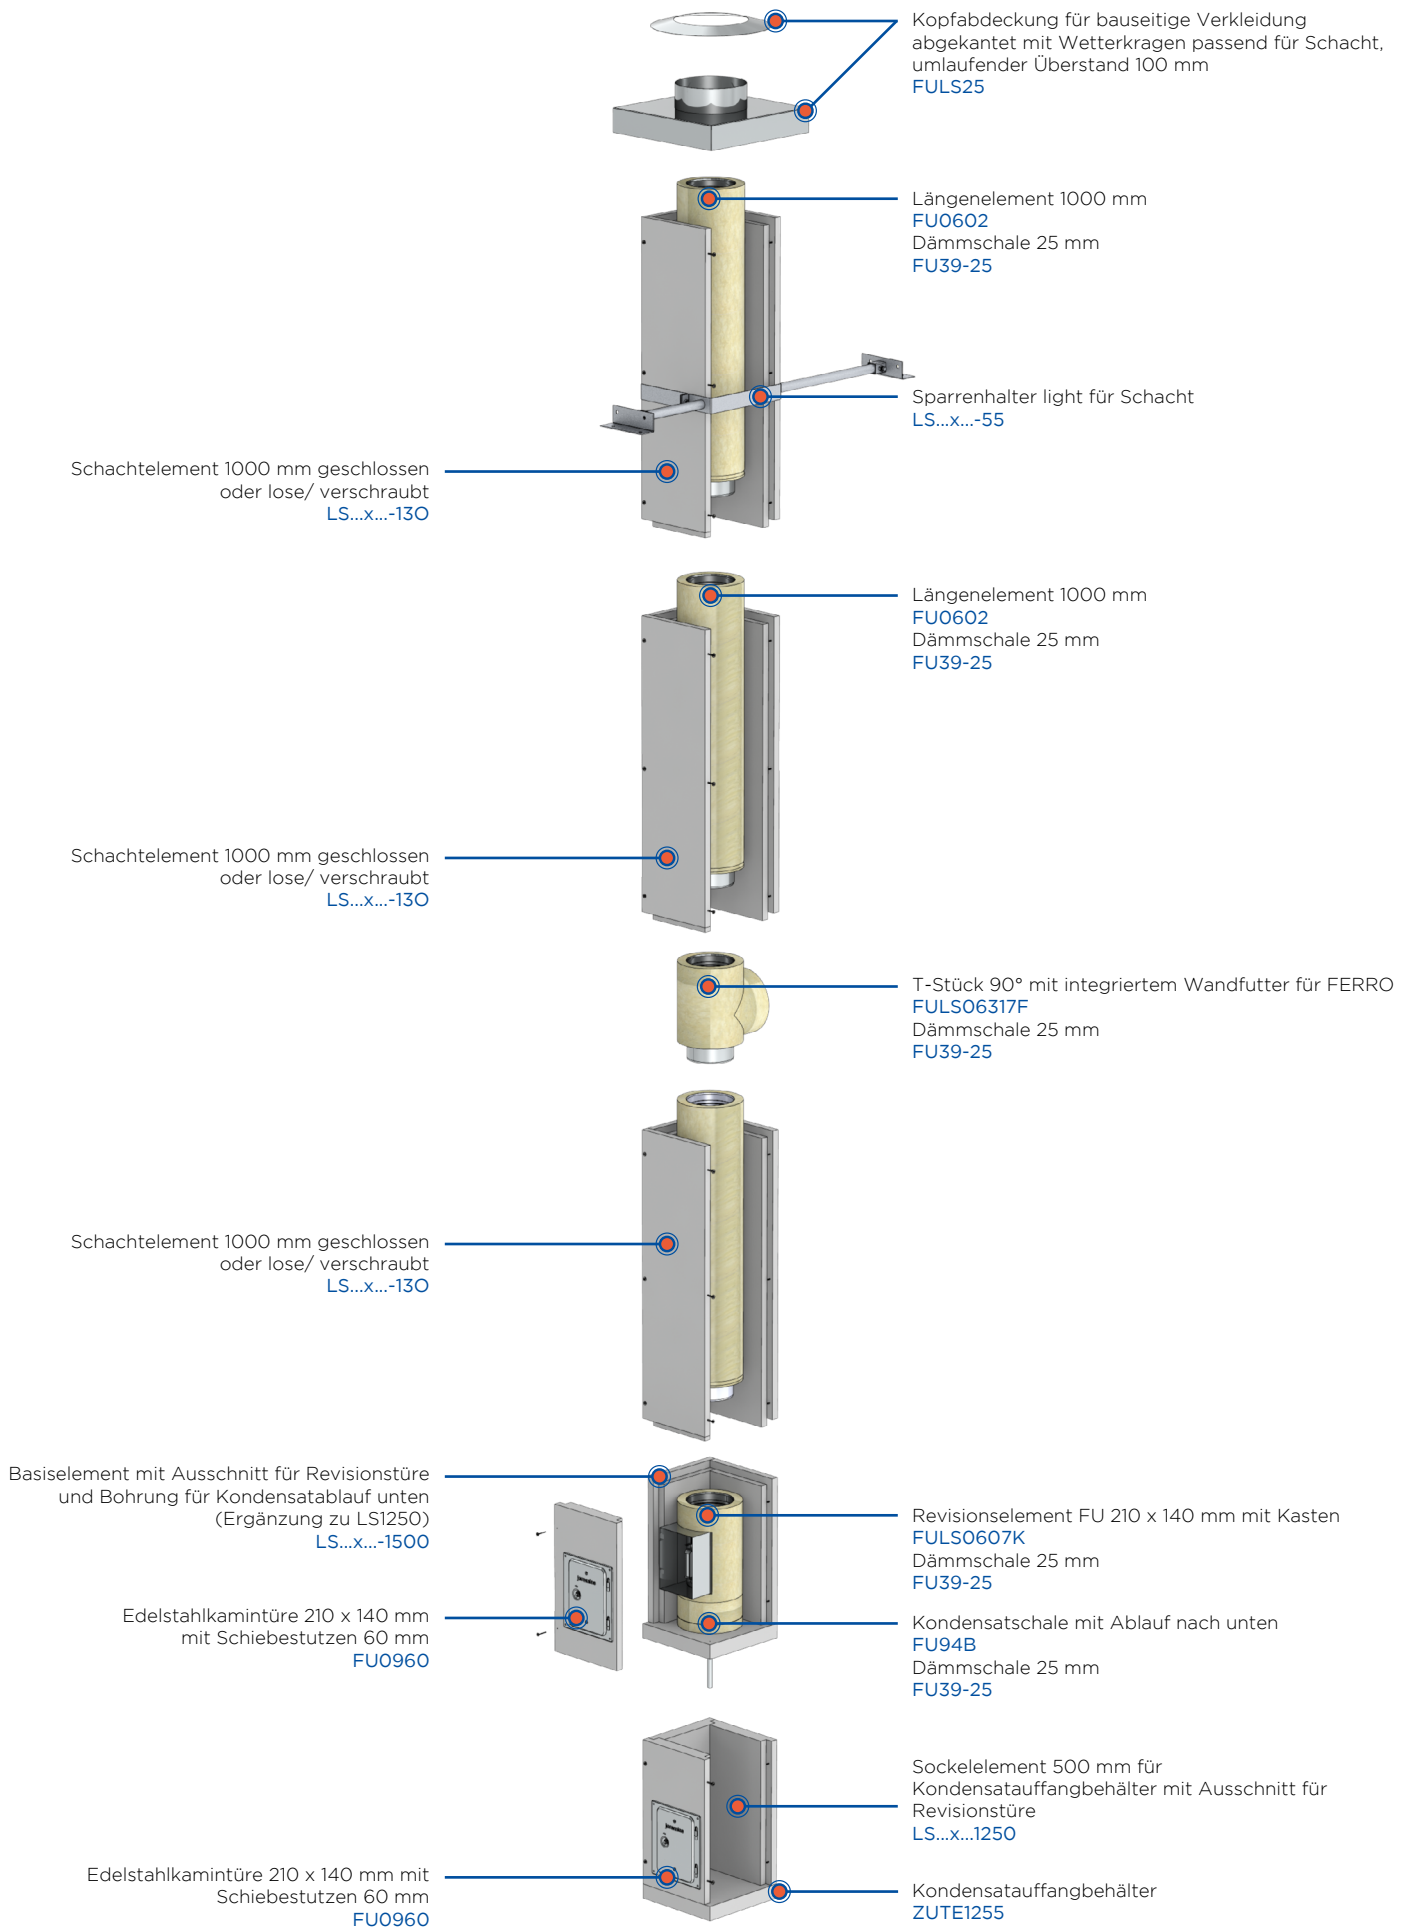 Kopfabdeckung für bauseitige Verkleidung
abgekantet mit Wetterkragen passend für Schacht,
umlaufender Überstand 100 mm
FULS25
Längenelement 1000 mm
FU0602
Dämmschale 25 mm
FU39-25
Sparrenhalter light für Schacht
LS...x...-55
Schachtelement 1000 mm geschlossen
oder lose/ verschraubt
LS...x...-13O
Längenelement 1000 mm
FU0602
Dämmschale 25 mm
FU39-25
Schachtelement 1000 mm geschlossen
oder lose/ verschraubt
LS...x...-13O
T-Stück 90° mit integriertem Wandfutter für FERRO
FULS06317F
Dämmschale 25 mm
FU39-25
Schachtelement 1000 mm geschlossen
oder lose/ verschraubt
LS...x...-13O
Basiselement mit Ausschnitt für Revisionstüre
und Bohrung für Kondensatablauf unten
(Ergänzung zu LS1250)
LS...x...-1500
Revisionselement FU 210 x 140 mm mit Kasten
FULS0607K
Dämmschale 25 mm
FU39-25
Edelstahlkamintüre 210 x 140 mm
mit Schiebestutzen 60 mm
FU0960
Kondensatschale mit Ablauf nach unten
FU94B
Dämmschale 25 mm
FU39-25
Sockelelement 500 mm für
Kondensatauffangbehälter mit Ausschnitt für
Revisionstüre
LS...x...1250
Edelstahlkamintüre 210 x 140 mm mit
Schiebestutzen 60 mm
FU0960
Kondensatauffangbehälter
ZUTE1255